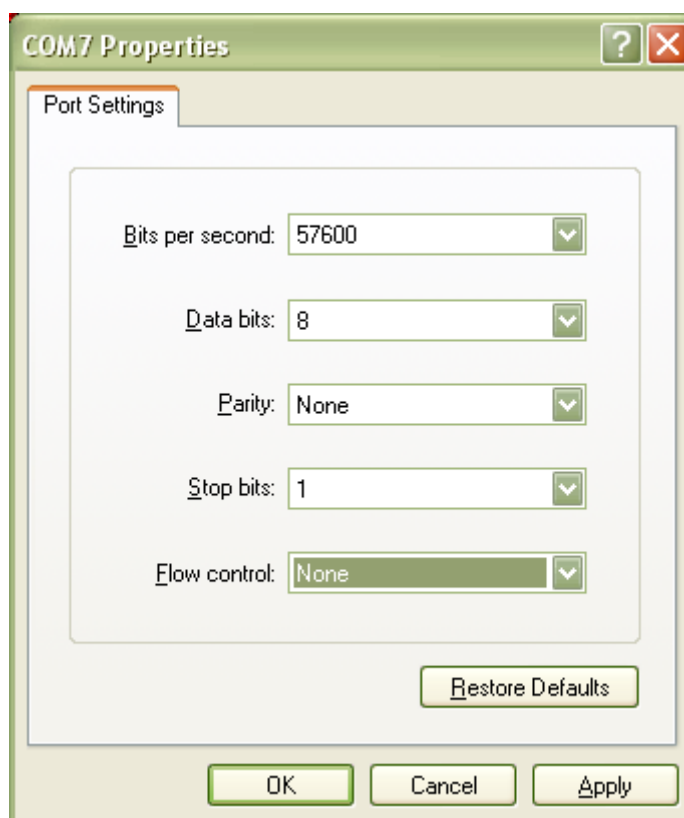 COM7 Properties
Port Settings
Bits per second: 57600
Data bits: 8
Parity: None
Stop bits: 1
Flow control: None
Restore Defaults
OK Cancel Apply